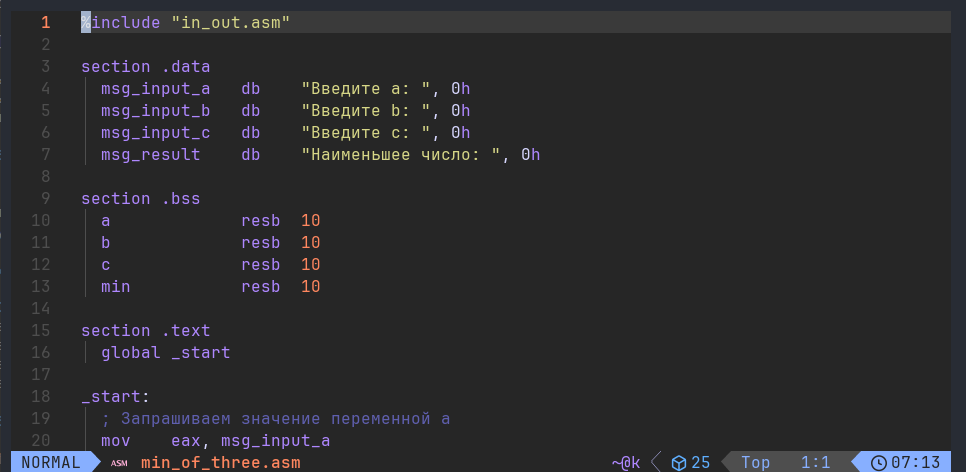 1 %include "in_out.asm"
2
3 section .data
4 msg_input_a db "Введите a: ", 0h
5 msg_input_b db "Введите b: ", 0h
6 msg_input_c db "Введите c: ", 0h
7 msg_result db "Наименьшее число: ", 0h
8
9 section .bss
10 a resb 10
11 b resb 10
12 c resb 10
13 min resb 10
14
15 section .text
16 global _start
17
18 _start:
19 ; Запрашиваем значение переменной a
20 mov eax, msg_input_a
NORMAL ASM min_of_three.asm ~@k 25 Top 1:1 07:13